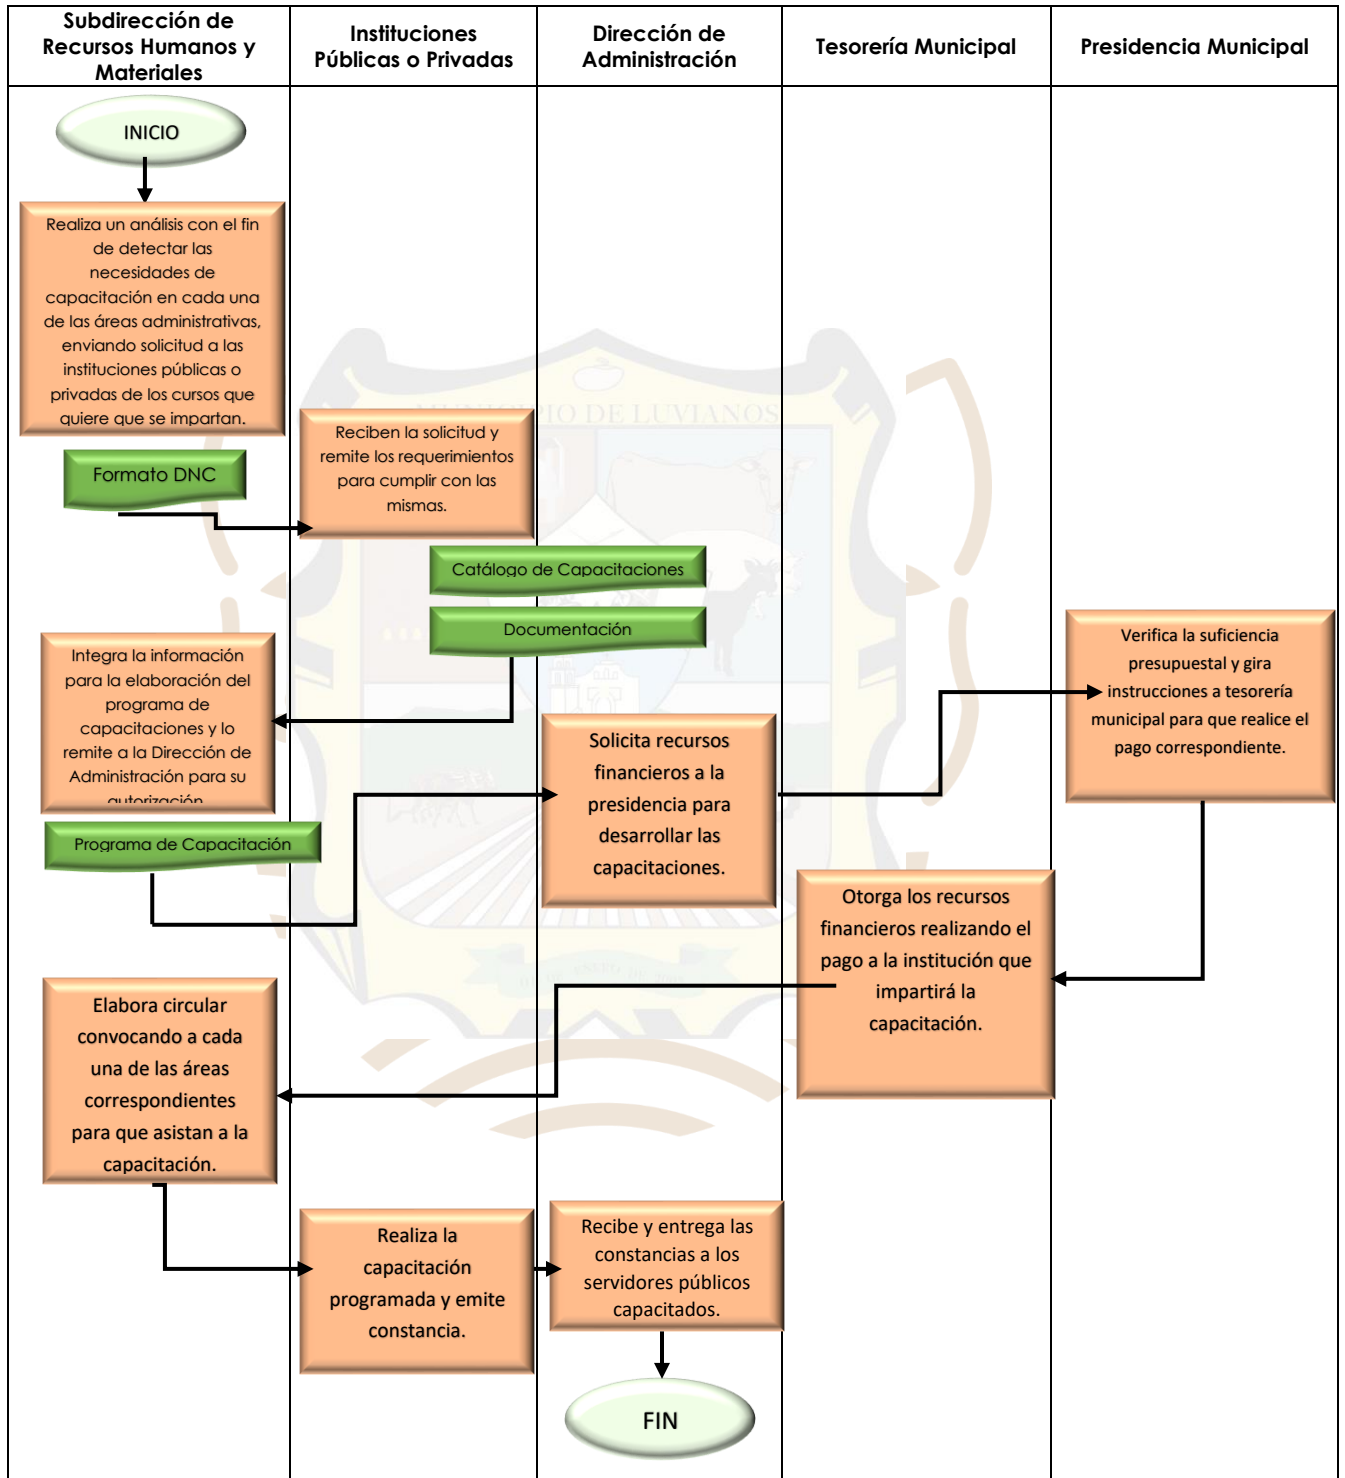 Subdirección de
Recursos Humanos y
Materiales
Instituciones
Públicas o Privadas
Dirección de
Administración
Tesorería Municipal
Presidencia Municipal
INICIO
Realiza un análisis con el fin
de detectar las
necesidades de
capacitación en cada una
de las áreas administrativas,
enviando solicitud a las
instituciones públicas o
privadas de los cursos que
quiere que se impartan.
MUNICIPIO DE LUVIANOS
Reciben la solicitud y
remite los requerimientos
para cumplir con las
mismas.
Formato DNC
Catálogo de Capacitaciones
Documentación
Integra la información
para la elaboración del
programa de
capacitaciones y lo
remite a la Dirección de
Administración para su
autorización
Verifica la suficiencia
presupuestal y gira
instrucciones a tesorería
municipal para que realice el
pago correspondiente.
Solicita recursos
financieros a la
presidencia para
desarrollar las
capacitaciones.
Programa de Capacitación
Otorga los recursos
financieros realizando el
pago a la institución que
impartirá la
capacitación.
Elabora circular
convocando a cada
una de las áreas
correspondientes
para que asistan a la
capacitación.
Realiza la
capacitación
programada y emite
constancia.
Recibe y entrega las
constancias a los
servidores públicos
capacitados.
FIN